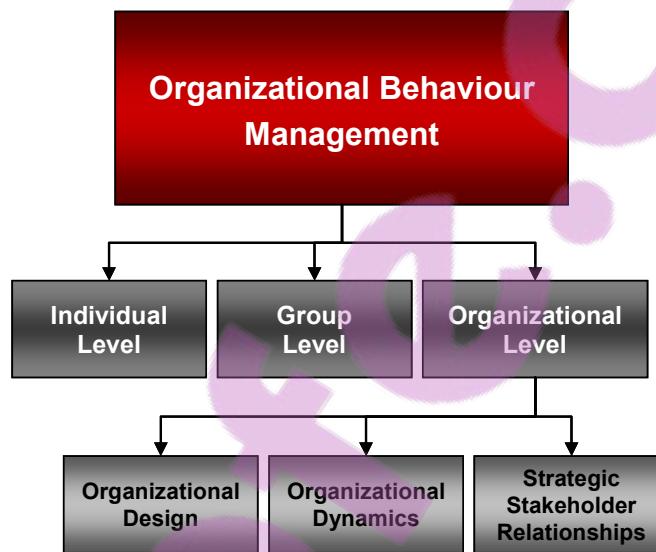 Organizational Behaviour
Management
Individual
Level
Group
Level
Organizational
Level
Organizational
Design
Organizational
Dynamics
Strategic
Stakeholder
Relationships